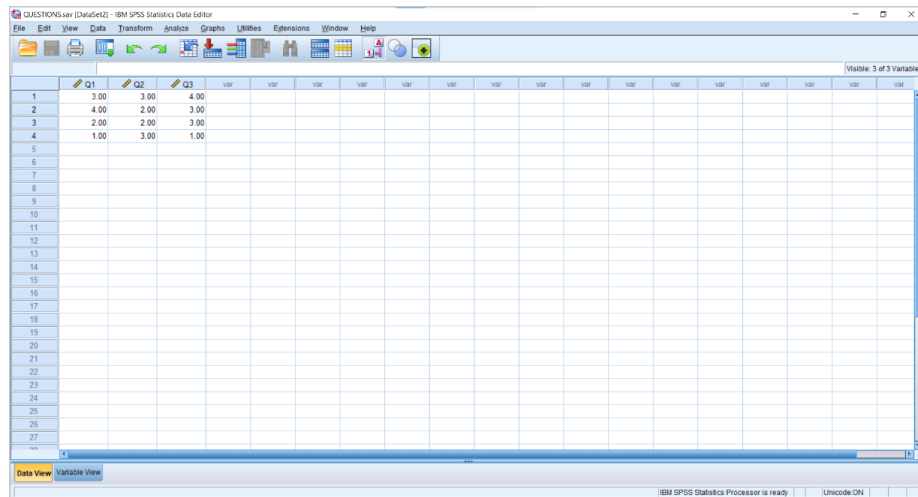 QUESTIONS.sav [DataSet2] - IBM SPSS Statistics Data Editor
File Edit View Data Transform Analyze Graphs Utilities Extensions Window Help
Visible: 3 of 3 Variable
Q1 Q2 Q3 var var var var var var var var var var var var var var var var
1 3.00 3.00 4.00
2 4.00 2.00 3.00
3 2.00 2.00 3.00
4 1.00 3.00 1.00
5
6
7
8
9
10
11
12
13
14
15
16
17
18
19
20
21
22
23
24
25
26
27
Data View Variable View
IBM SPSS Statistics Processor is ready Unicode:ON